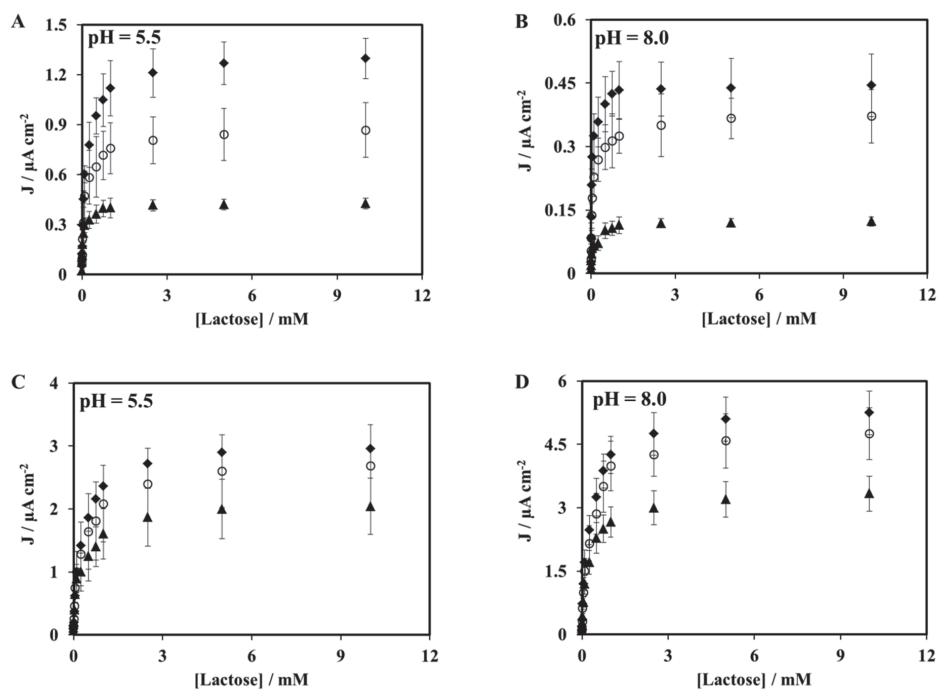 A
pH = 5.5
1.5
1.2
0.9
0.6
0.3
0
J / µA cm-2
0 3 6 9 12
[Lactose] / mM
B
pH = 8.0
0.6
0.45
0.3
0.15
0
J / µA cm-2
0 3 6 9 12
[Lactose] / mM
C
pH = 5.5
4
3
2
1
0
J / µA cm-2
0 3 6 9 12
[Lactose] / mM
D
pH = 8.0
6
4.5
3
1.5
0
J / µA cm-2
0 3 6 9 12
[Lactose] / mM